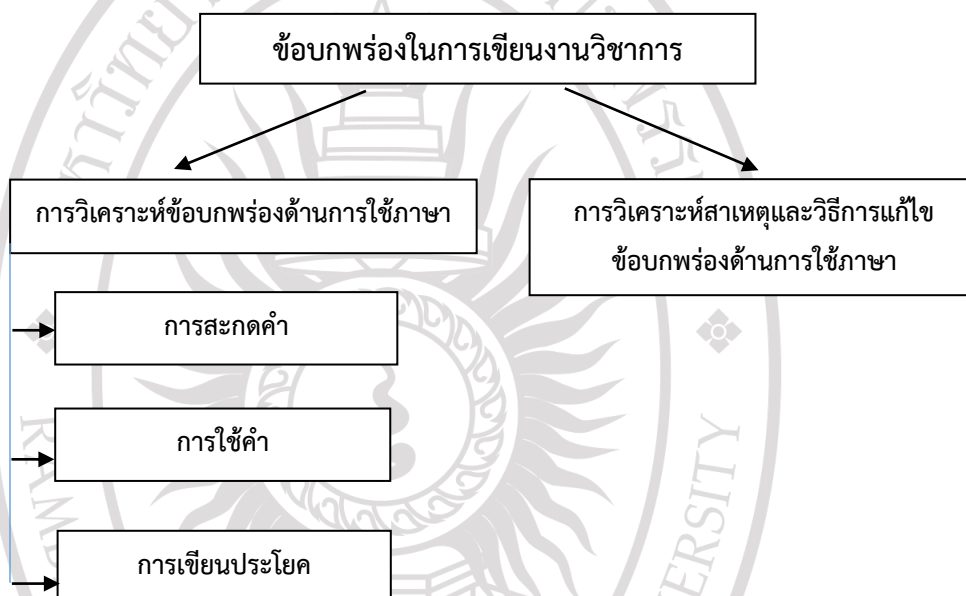 ข้อบกพร่องในการเขียนงานวิชาการ
การวิเคราะห์ข้อบกพร่องด้านการใช้ภาษา
การวิเคราะห์สาเหตุและวิธีการแก้ไข
ข้อบกพร่องด้านการใช้ภาษา
การสะกดคำ
การใช้คำ
การเขียนประโยค